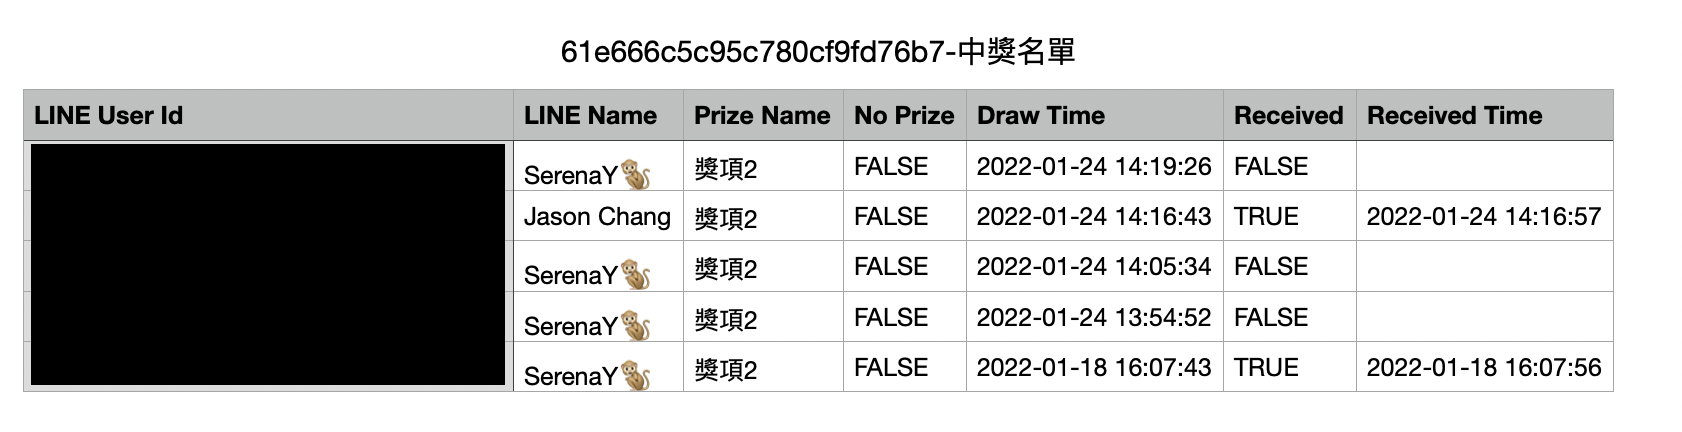 61e666c5c95c780cf9fd76b7-中獎名單
LINE User Id LINE Name Prize Name No Prize Draw Time Received Received Time
SerenaY🐒 獎項2 FALSE 2022-01-24 14:19:26 FALSE
Jason Chang 獎項2 FALSE 2022-01-24 14:16:43 TRUE 2022-01-24 14:16:57
SerenaY🐒 獎項2 FALSE 2022-01-24 14:05:34 FALSE
SerenaY🐒 獎項2 FALSE 2022-01-24 13:54:52 FALSE
SerenaY🐒 獎項2 FALSE 2022-01-18 16:07:43 TRUE 2022-01-18 16:07:56